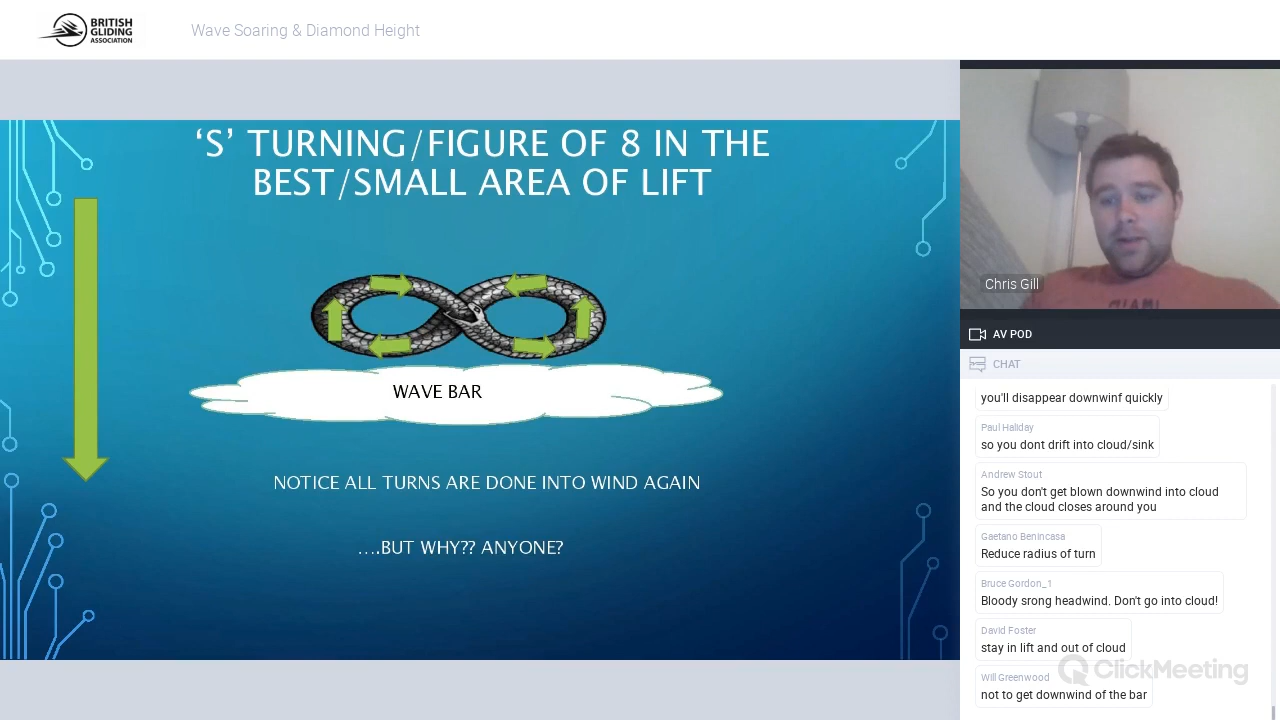 BRITISH
GLIDING
ASSOCIATION
Wave Soaring & Diamond Height
‘S’ TURNING/FIGURE OF 8 IN THE
BEST/SMALL AREA OF LIFT
WAVE BAR
NOTICE ALL TURNS ARE DONE INTO WIND AGAIN
....BUT WHY?? ANYONE?
Chris Gill
AV POD
CHAT
you'll disappear downwinf quickly
Paul Haliday
so you dont drift into cloud/sink
Andrew Stout
So you don't get blown downwind into cloud
and the cloud closes around you
Gaetano Benincasa
Reduce radius of turn
Bruce Gordon_1
Bloody srong headwind. Don't go into cloud!
David Foster
stay in lift and out of cloud
Will Greenwood
not to get downwind of the bar
ClickMeeting